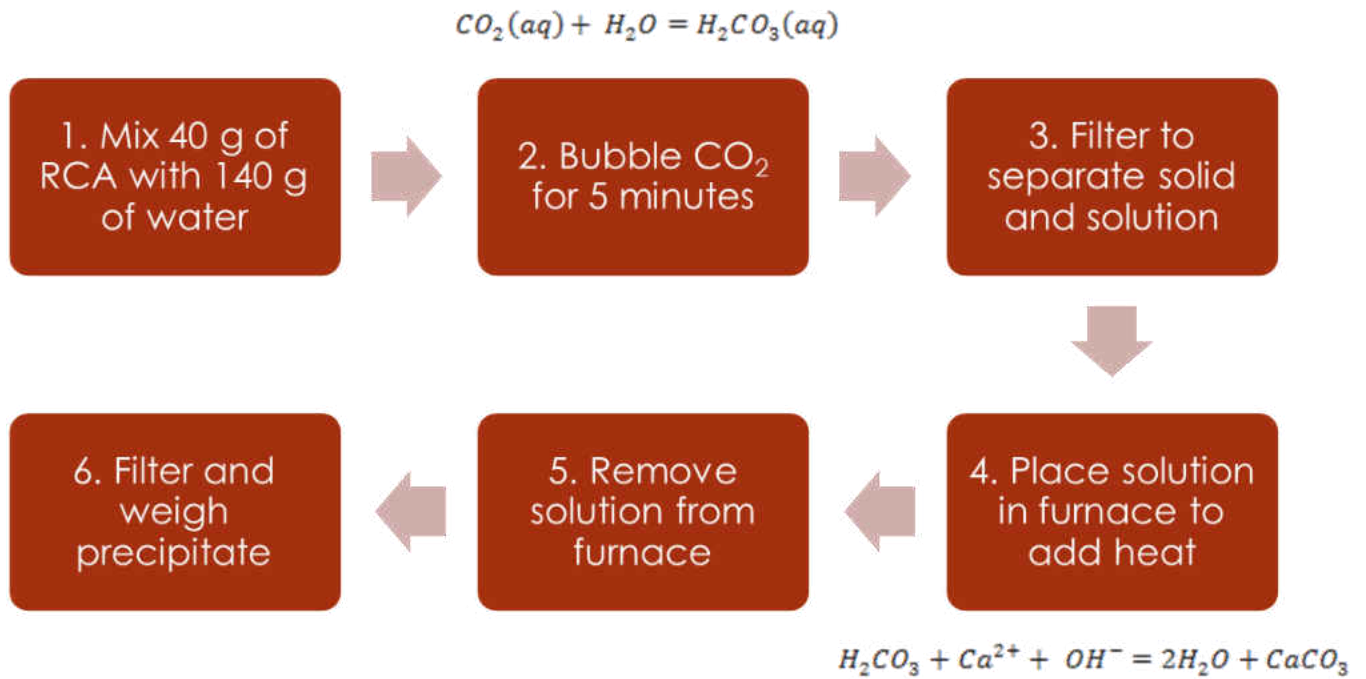 CO₂(aq) + H₂O = H₂CO₃(aq)
1. Mix 40 g of
RCA with 140 g
of water
2. Bubble CO₂
for 5 minutes
3. Filter to
separate solid
and solution
4. Place solution
in furnace to
add heat
5. Remove
solution from
furnace
6. Filter and
weigh
precipitate
H₂CO₃ + Ca²⁺ + OH⁻ = 2H₂O + CaCO₃